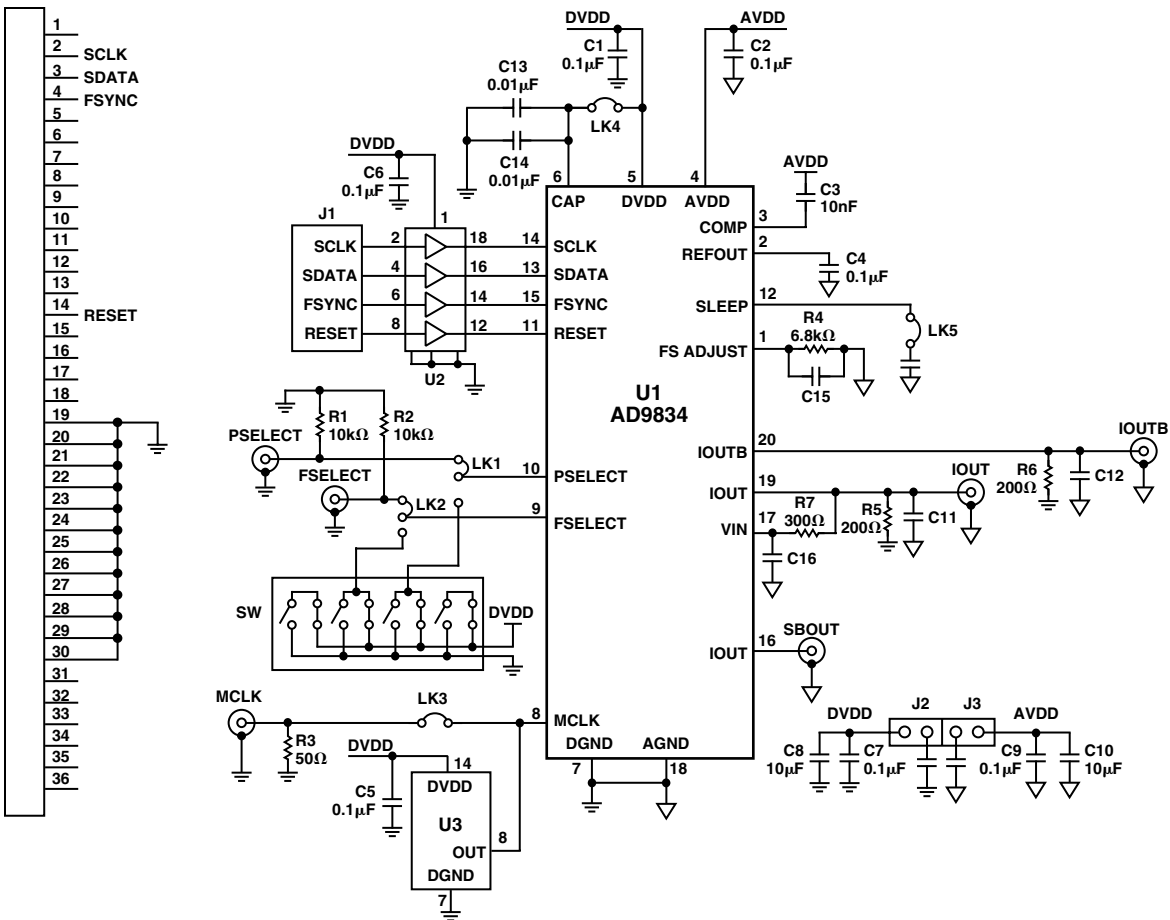 1
2 SCLK
3 SDATA
4 FSYNC
5
6
7
8
9
10
11
12
13
14 RESET
15
16
17
18
19
20
21
22
23
24
25
26
27
28
29
30
31
32
33
34
35
36
DVDD
C1
0.1μF
AVDD
C2
0.1μF
C13
0.01μF
LK4
C14
0.01μF
DVDD
C6
0.1μF
6
5
4
CAP
DVDD
AVDD
AVDD
C3
10nF
COMP
3
REFOUT
2
C4
0.1μF
J1
1
SCLK
2
18
14
SCLK
SDATA
4
16
13
SDATA
FSYNC
6
14
15
FSYNC
RESET
8
12
11
RESET
U2
SLEEP
12
LK5
R4
6.8kΩ
FS ADJUST
1
C15
U1
AD9834
R1
10kΩ
R2
10kΩ
PSELECT
FSELECT
LK1
10
PSELECT
LK2
9
FSELECT
IOUTB
20
IOUTB
R6
200Ω
C12
IOUT
19
IOUT
R7
300Ω
R5
200Ω
C11
VIN
17
C16
SW
DVDD
IOUT
16
SBOUT
MCLK
LK3
8
MCLK
R3
50Ω
DGND
AGND
7
18
DVDD
C5
0.1μF
14
DVDD
U3
8
OUT
DGND
7
DVDD
J2
J3
AVDD
C8
10μF
C7
0.1μF
C9
0.1μF
C10
10μF